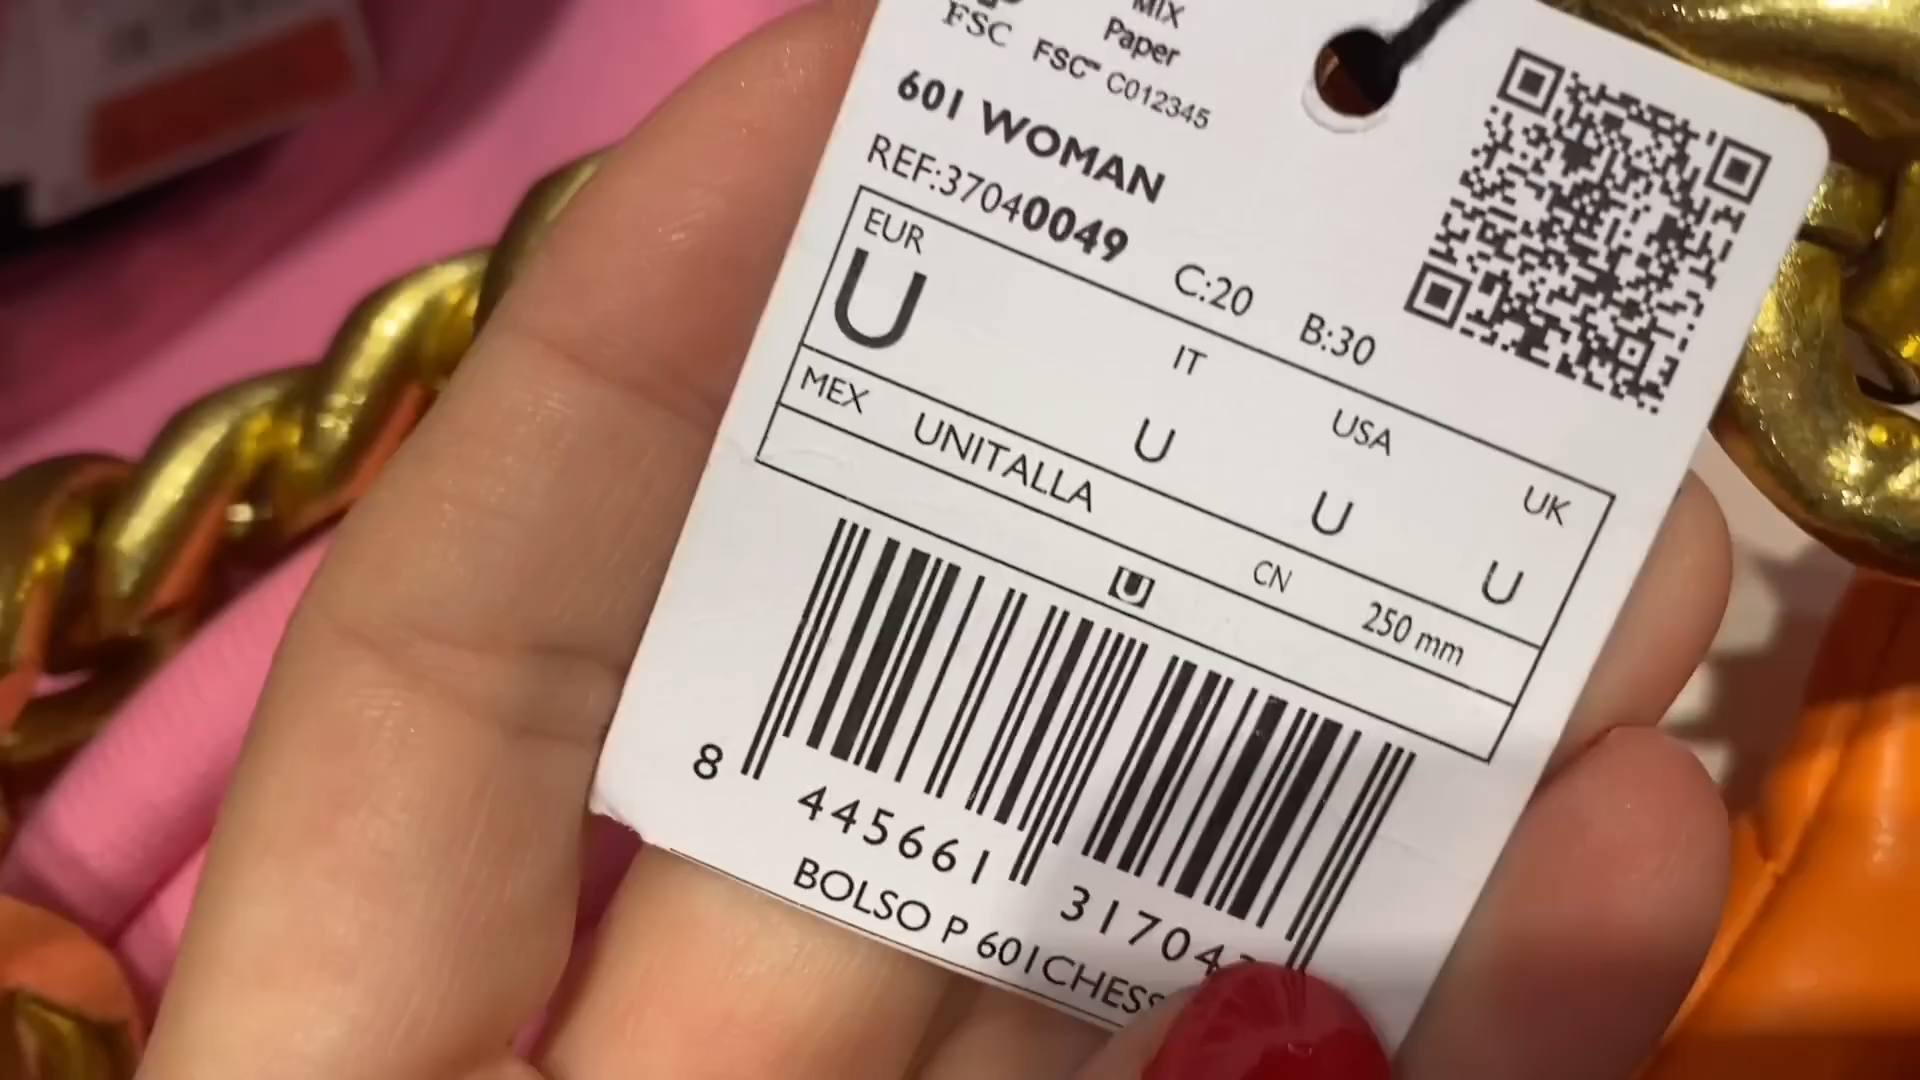 MIX
Paper
FSC FSC™ C012345
601 WOMAN
REF:37040049 C:20 B:30
EUR IT USA UK
U U U U
MEX UNITALLA CN 250 mm
U
8 445661 31704
BOLSO P 601CHESS